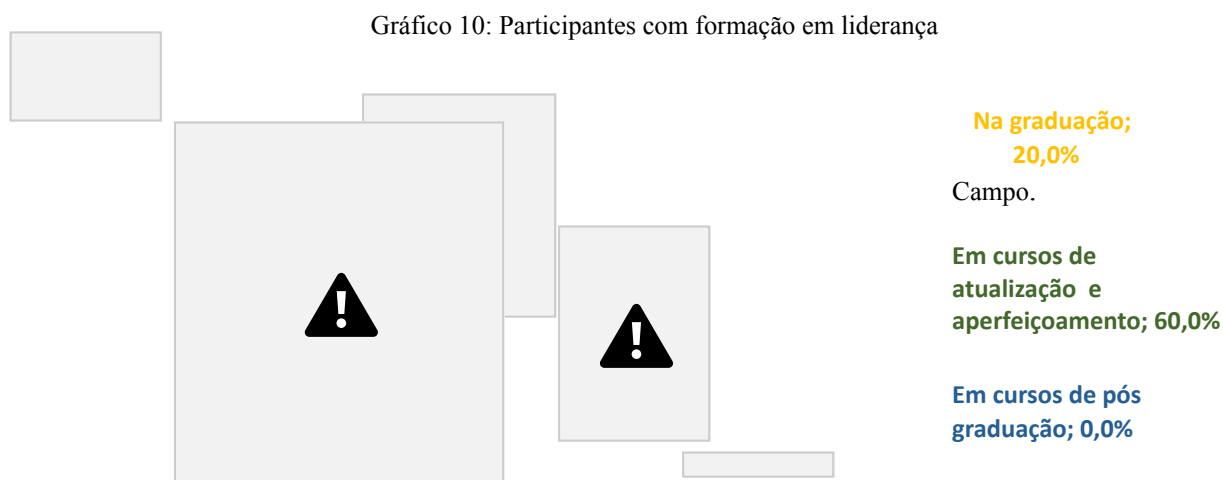 Gráfico 10: Participantes com formação em liderança
Na graduação;
20,0%
Campo.
Em cursos de
atualização e
aperfeiçoamento; 60,0%
Em cursos de pós
graduação; 0,0%